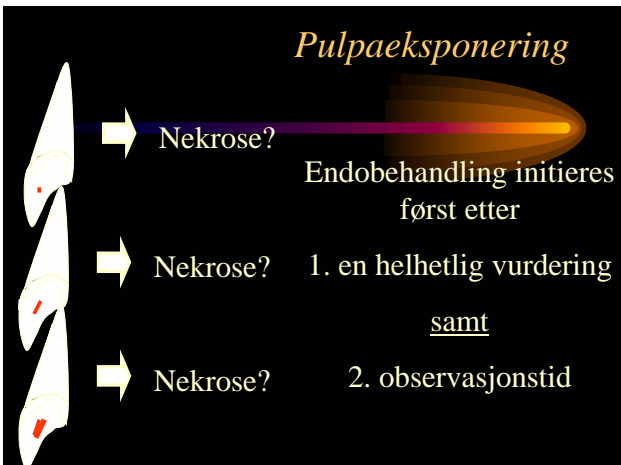 Pulpaeksponering
Nekrose?
Endobehandling initieres
først etter
Nekrose?
1. en helhetlig vurdering
samt
Nekrose?
2. observasjonstid